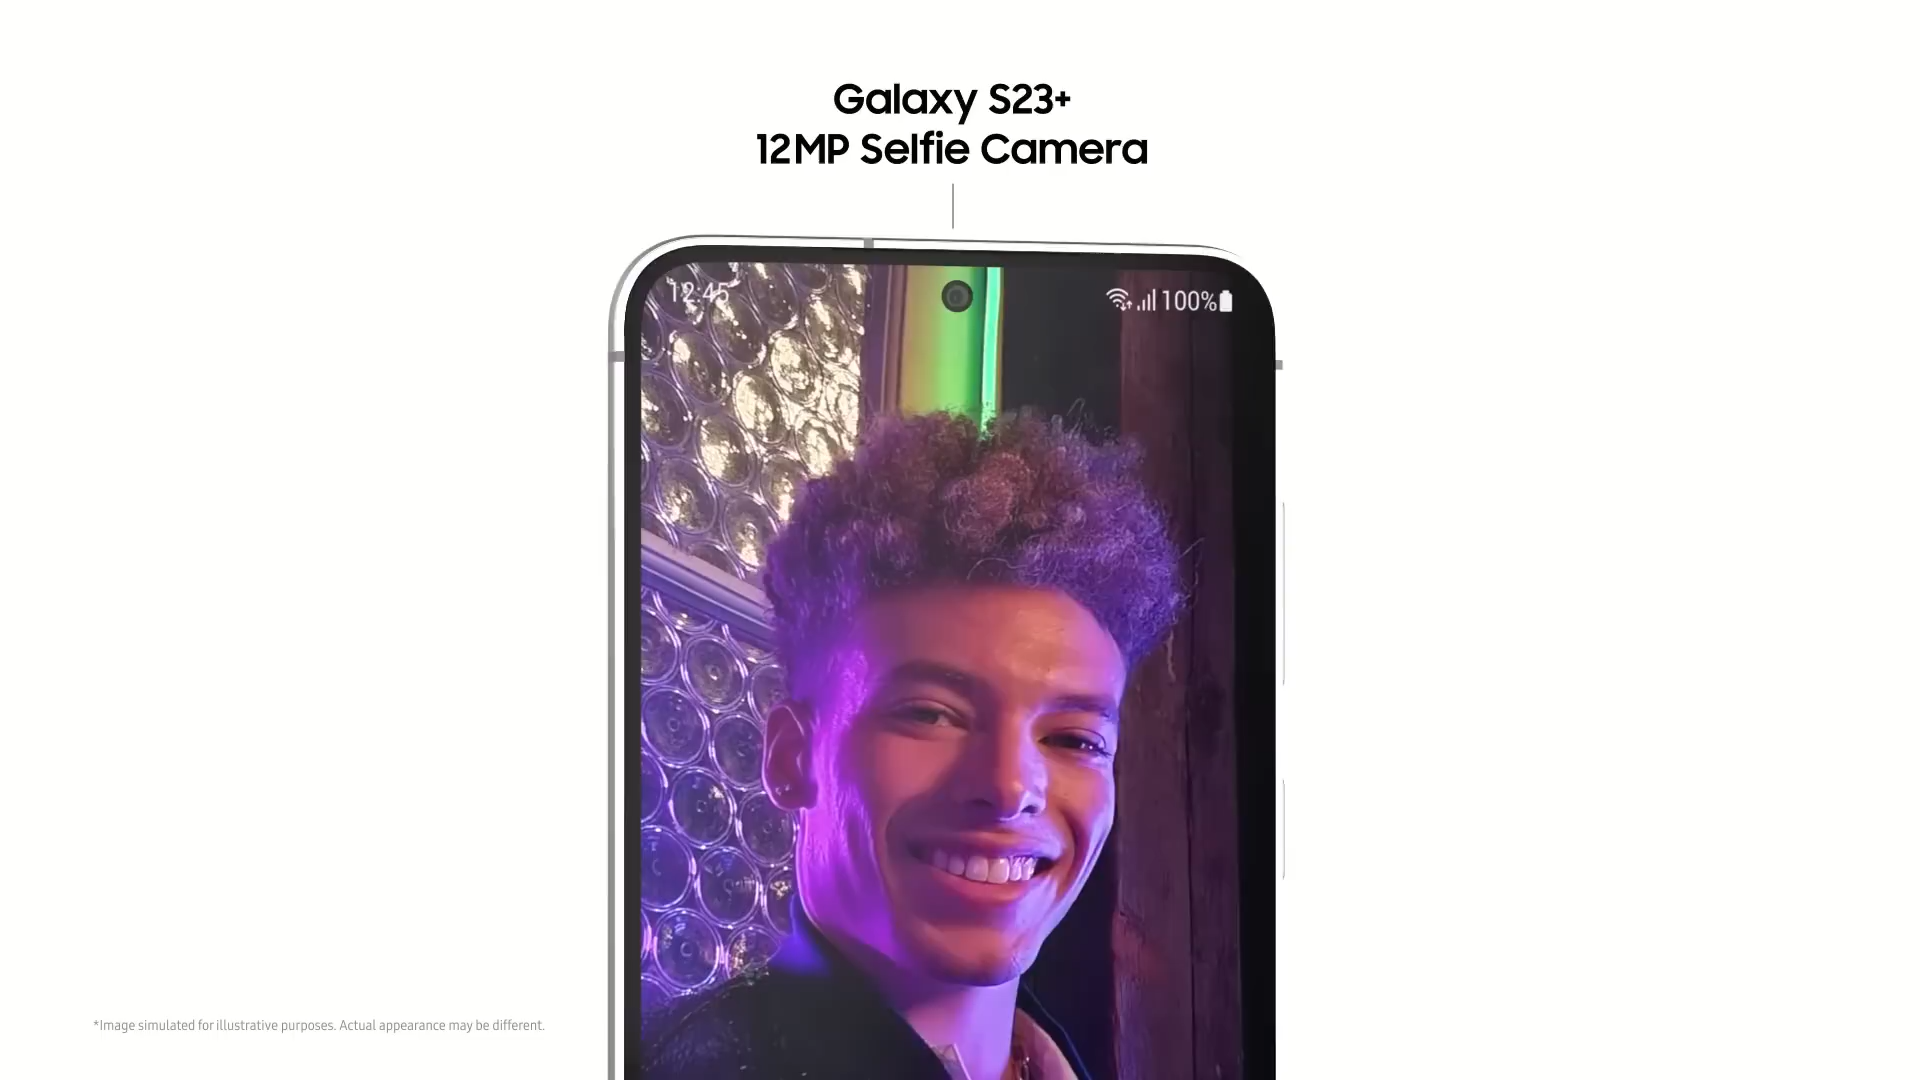 Galaxy S23+
12MP Selfie Camera
12:45
100%
*Image simulated for illustrative purposes. Actual appearance may be different.